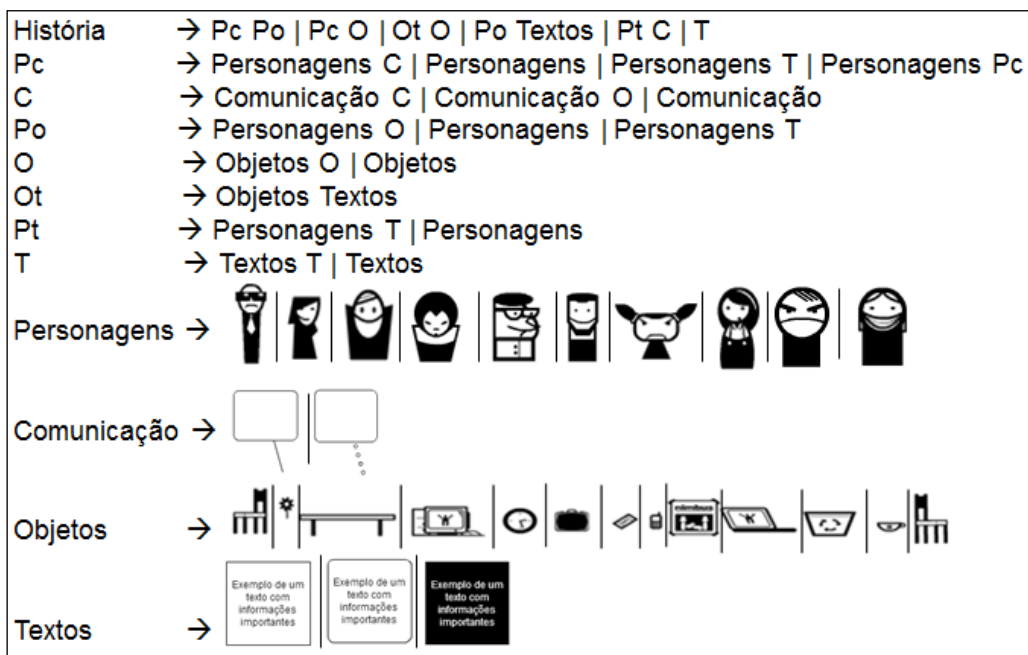 História → Pc Po | Pc O | Ot O | Po Textos | Pt C | T
Pc → Personagens C | Personagens | Personagens T | Personagens Pc
C → Comunicação C | Comunicação O | Comunicação
Po → Personagens O | Personagens | Personagens T
O → Objetos O | Objetos
Ot → Objetos Textos
Pt → Personagens T | Personagens
T → Textos T | Textos
Personagens →
Comunicação →
Objetos →
Textos →
Exemplo de um
texto com
informações
importantes
Exemplo de um
texto com
informações
importantes
Exemplo de um
texto com
informações
importantes